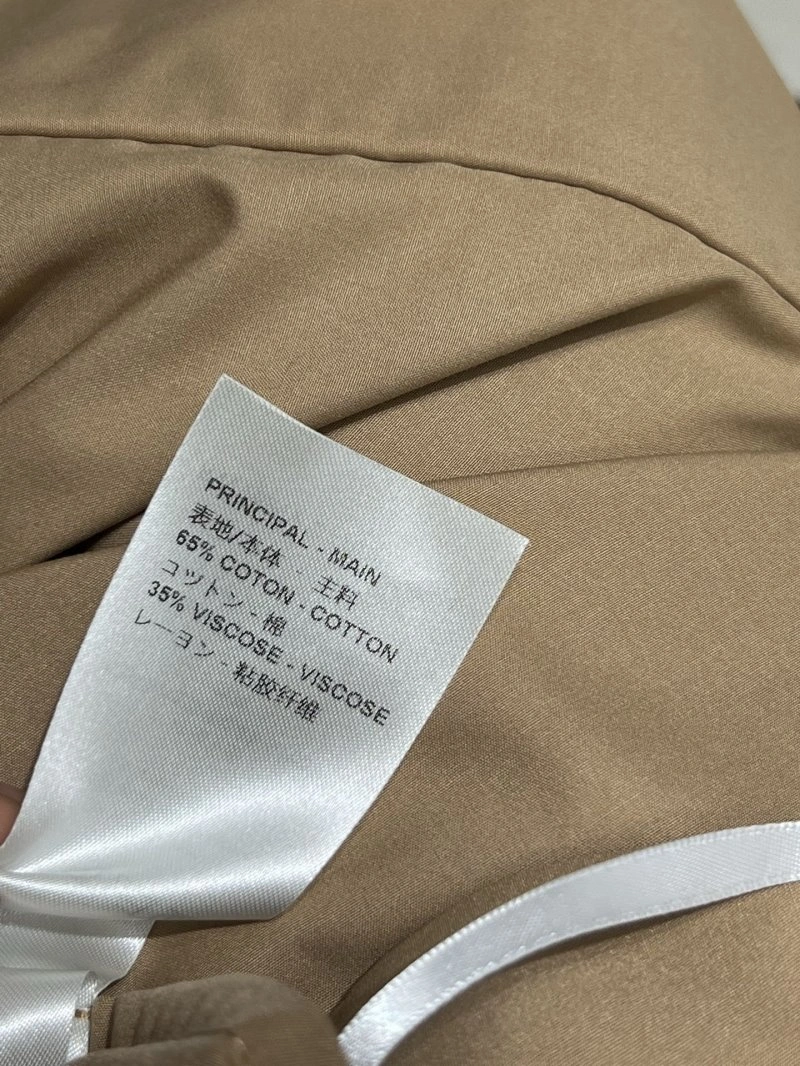 PRINCIPAL - MAIN
表地/本体 - 主料
65% COTON - COTTON
コットン - 棉
35% VISCOSE - VISCOSE
レーヨン - 粘胶纤维